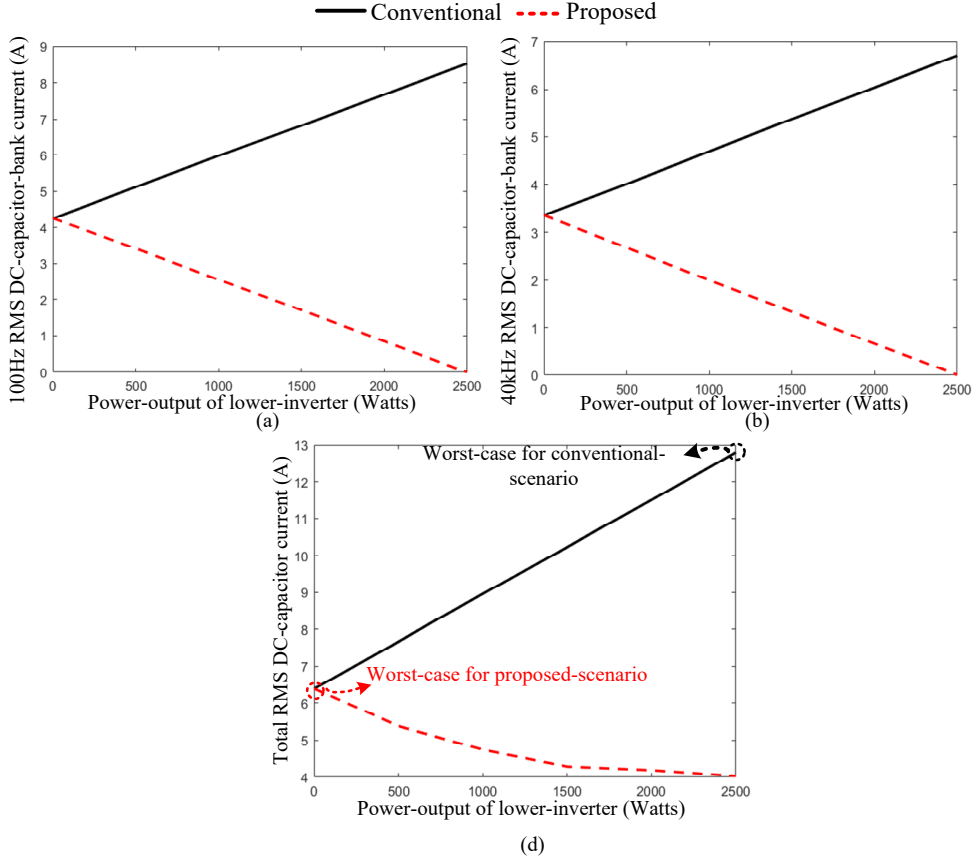 Conventional Proposed
100Hz RMS DC-capacitor-bank current (A)
9
8
7
6
5
4
3
2
1
0
0 500 1000 1500 2000 2500
Power-output of lower-inverter (Watts)
(a)
40kHz RMS DC-capacitor-bank current (A)
7
6
5
4
3
2
1
0
0 500 1000 1500 2000 2500
Power-output of lower-inverter (Watts)
(b)
Total RMS DC-capacitor current (A)
13
12
11
10
9
8
7
6
5
4
Worst-case for conventional-
scenario
Worst-case for proposed-scenario
0 500 1000 1500 2000 2500
Power-output of lower-inverter (Watts)
(d)